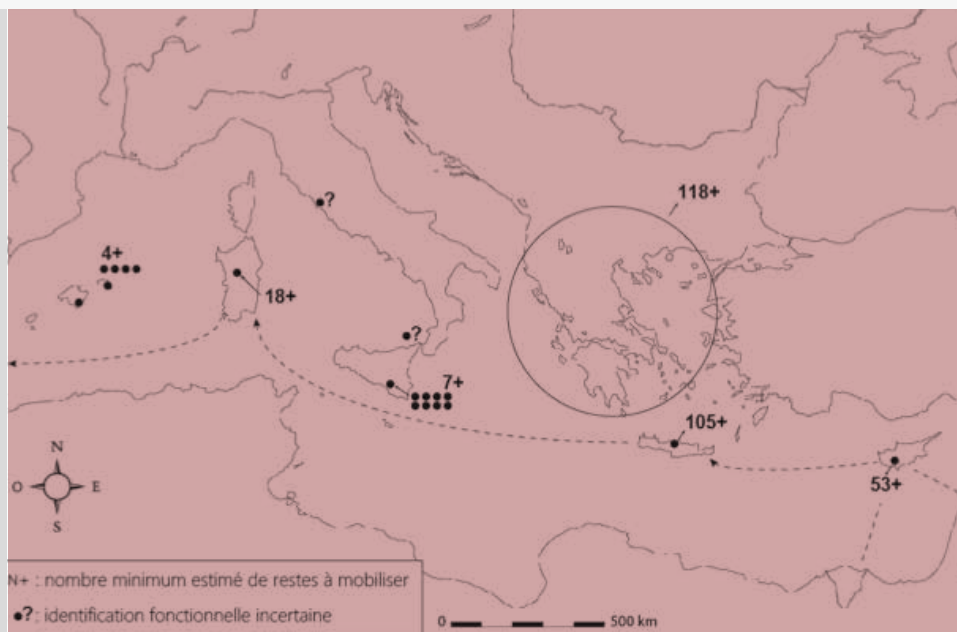 118+
?
4+
18+
?
7+
105+
53+
N
O E
S
N+ : nombre minimum estimé de restes à mobiliser
? : identification fonctionnelle incertaine
0 500 km